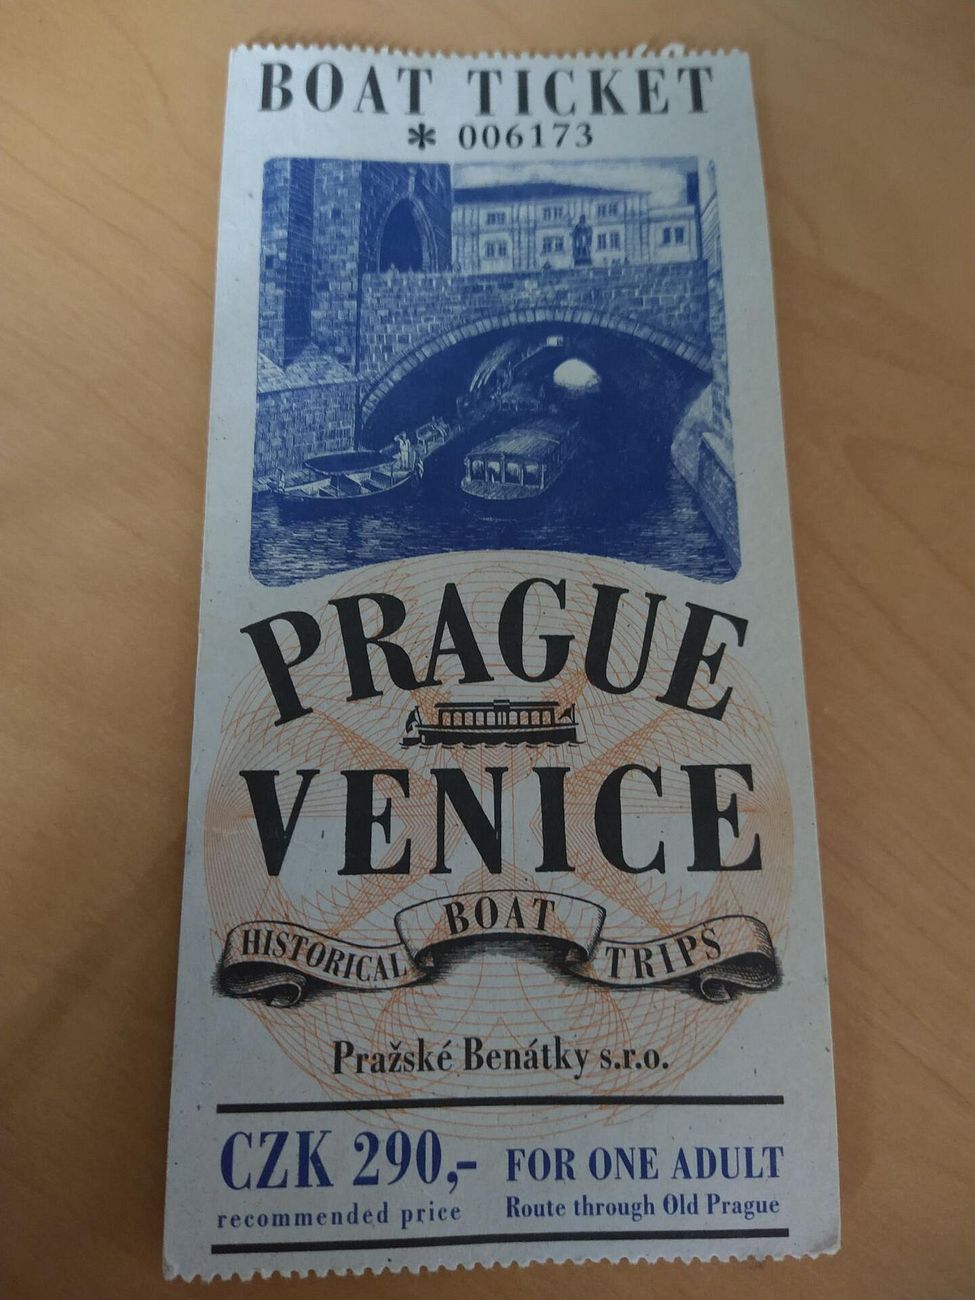 BOAT TICKET
* 006173
PRAGUE
VENICE
HISTORICAL BOAT TRIPS
Pražské Benátky s.r.o.
CZK 290,- FOR ONE ADULT
recommended price Route through Old Prague